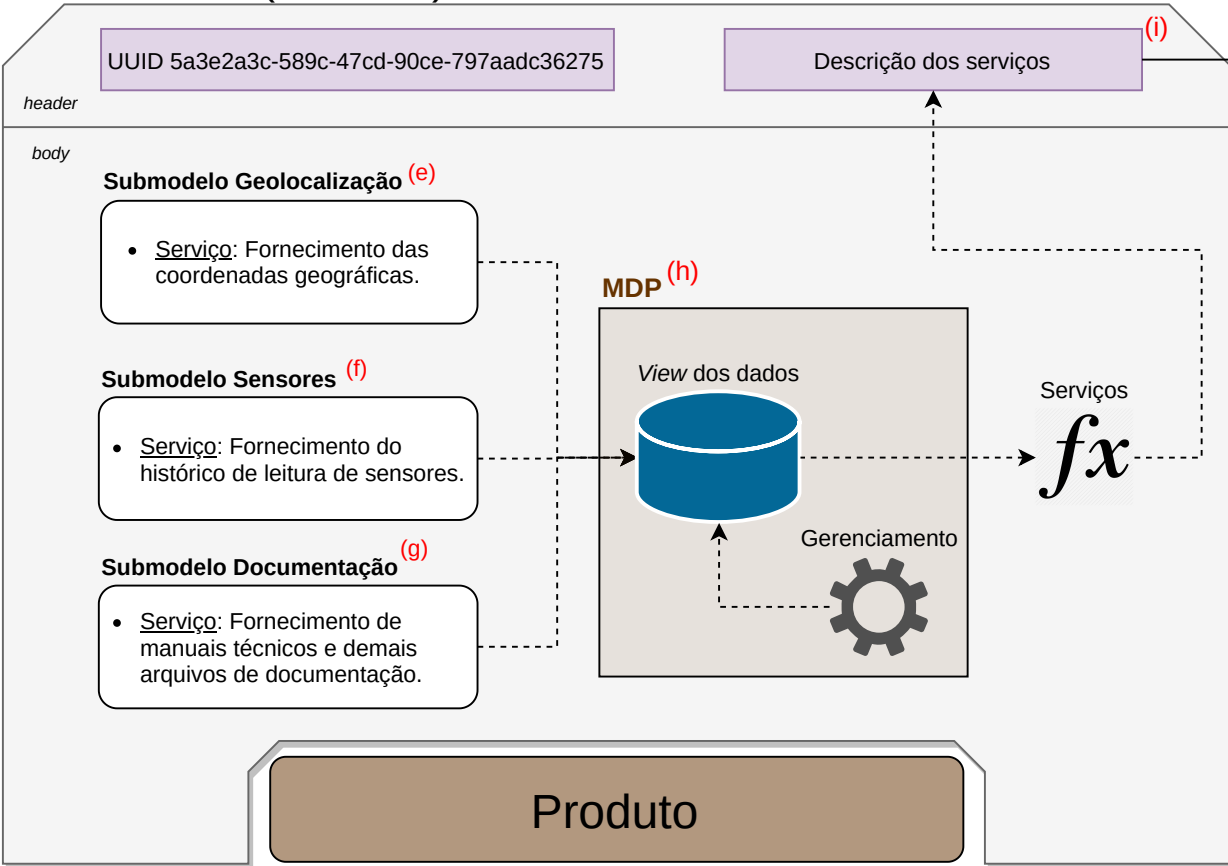 UUID 5a3e2a3c-589c-47cd-90ce-797aadc36275
Descrição dos serviços
(i)
header
body
Submodelo Geolocalização (e)
• Serviço: Fornecimento das
coordenadas geográficas.
MDP (h)
Submodelo Sensores (f)
• Serviço: Fornecimento do
histórico de leitura de sensores.
View dos dados
Serviços
fx
Gerenciamento
Submodelo Documentação (g)
• Serviço: Fornecimento de
manuais técnicos e demais
arquivos de documentação.
Produto